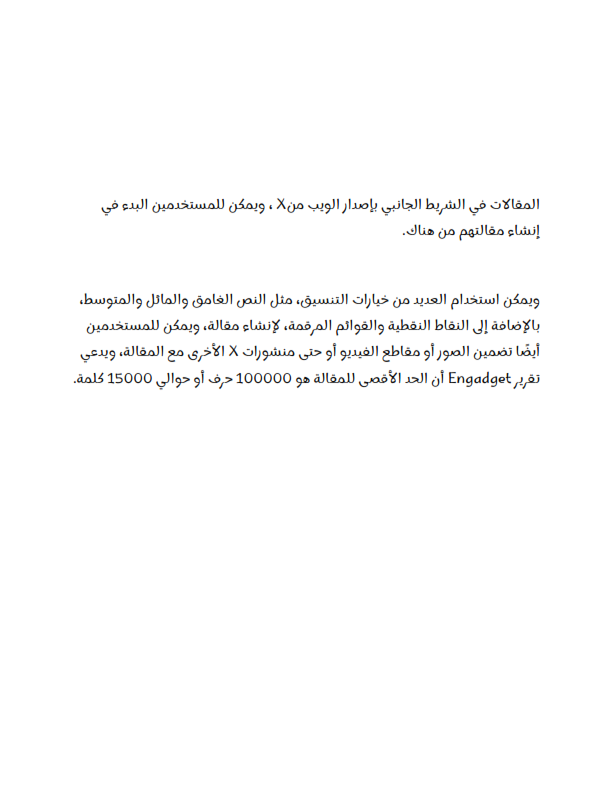 المقالات في الشريط الجانبي بإصدار الويب منX ، ويمكن للمستخدمين البدء في
إنشاء مقالتهم من هناك.
ويمكن استخدام العديد من خيارات التنسيق، مثل النص الغامق والمائل والمتوسط،
بالإضافة إلى النقاط النقطية والقوائم المرقمة، لإنشاء مقالة، ويمكن للمستخدمين
أيضًا تضمين الصور أو مقاطع الفيديو أو حتى منشورات X الأخرى مع المقالة، ويدعي
تقرير Engadget أن الحد الأقصى للمقالة هو 100000 حرف أو حوالي 15000 كلمة.